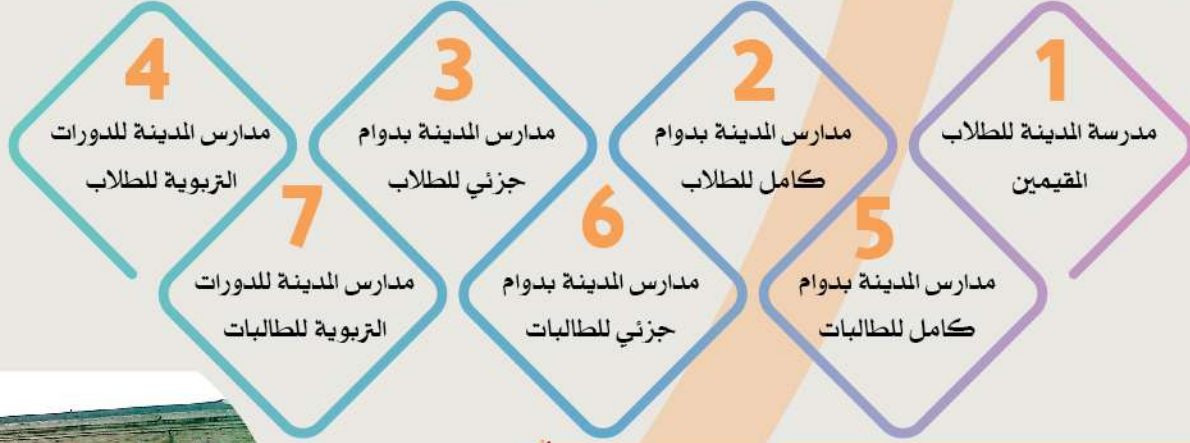 1
مدرسة المدينة للطلاب
المقيمين
2
مدارس المدينة بدوام
كامل للطلاب
3
مدارس المدينة بدوام
جزئي للطلاب
4
مدارس المدينة للدورات
التربوية للطلاب
5
مدارس المدينة بدوام
كامل للطالبات
6
مدارس المدينة بدوام
جزئي للطالبات
7
مدارس المدينة للدورات
التربوية للطالبات